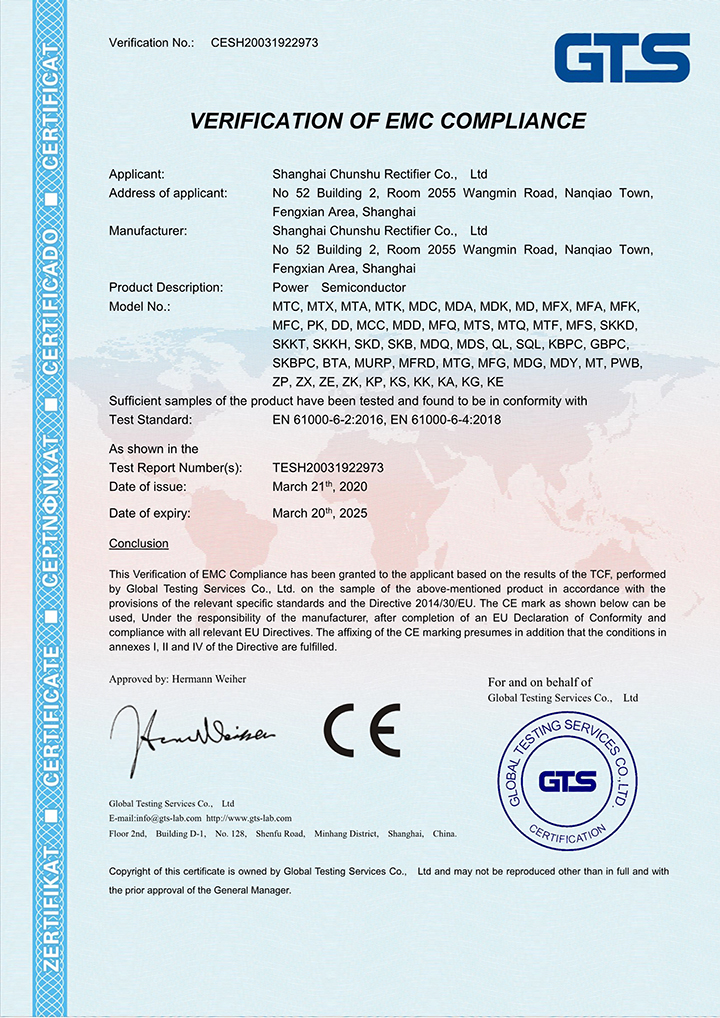 Verification No.: CESH20031922973
GTS
VERIFICATION OF EMC COMPLIANCE
Applicant: Shanghai Chunshu Rectifier Co., Ltd
Address of applicant: No 52 Building 2, Room 2055 Wangmin Road, Nanqiao Town,
Fengxian Area, Shanghai
Manufacturer: Shanghai Chunshu Rectifier Co., Ltd
No 52 Building 2, Room 2055 Wangmin Road, Nanqiao Town,
Fengxian Area, Shanghai
Product Description: Power Semiconductor
Model No.: MTC, MTX, MTA, MTK, MDC, MDA, MDK, MD, MFX, MFA, MFK,
MFC, PK, DD, MCC, MDD, MFQ, MTS, MTQ, MTF, MFS, SKKD,
SKKT, SKKH, SKD, SKB, MDQ, MDS, QL, SQL, KBPC, GBPC,
SKBPC, BTA, MURP, MFRD, MTG, MFG, MDG, MDY, MT, PWB,
ZP, ZX, ZE, ZK, KP, KS, KK, KA, KG, KE
Sufficient samples of the product have been tested and found to be in conformity with
Test Standard: EN 61000-6-2:2016, EN 61000-6-4:2018
As shown in the
Test Report Number(s): TESH20031922973
Date of issue: March 21th, 2020
Date of expiry: March 20th, 2025
Conclusion
This Verification of EMC Compliance has been granted to the applicant based on the results of the TCF, performed
by Global Testing Services Co., Ltd. on the sample of the above-mentioned product in accordance with the
provisions of the relevant specific standards and the Directive 2014/30/EU. The CE mark as shown below can be
used, Under the responsibility of the manufacturer, after completion of an EU Declaration of Conformity and
compliance with all relevant EU Directives. The affixing of the CE marking presumes in addition that the conditions in
annexes I, II and IV of the Directive are fulfilled.
Approved by: Hermann Weiher
For and on behalf of
Global Testing Services Co., Ltd
CE
GLOBAL TESTING SERVICES CO.,LTD.
GTS
CERTIFICATION
Global Testing Services Co., Ltd
E-mail:info@gts-lab.com http://www.gts-lab.com
Floor 2nd, Building D-1, No. 128, Shenfu Road, Minhang District, Shanghai, China.
Copyright of this certificate is owned by Global Testing Services Co., Ltd and may not be reproduced other than in full and with
the prior approval of the General Manager.
ZERTIFIKAT ■ CERTIFICATE ■ CEPTNФNKAT ■ CERTIFICADO ■ CERTIFICAT